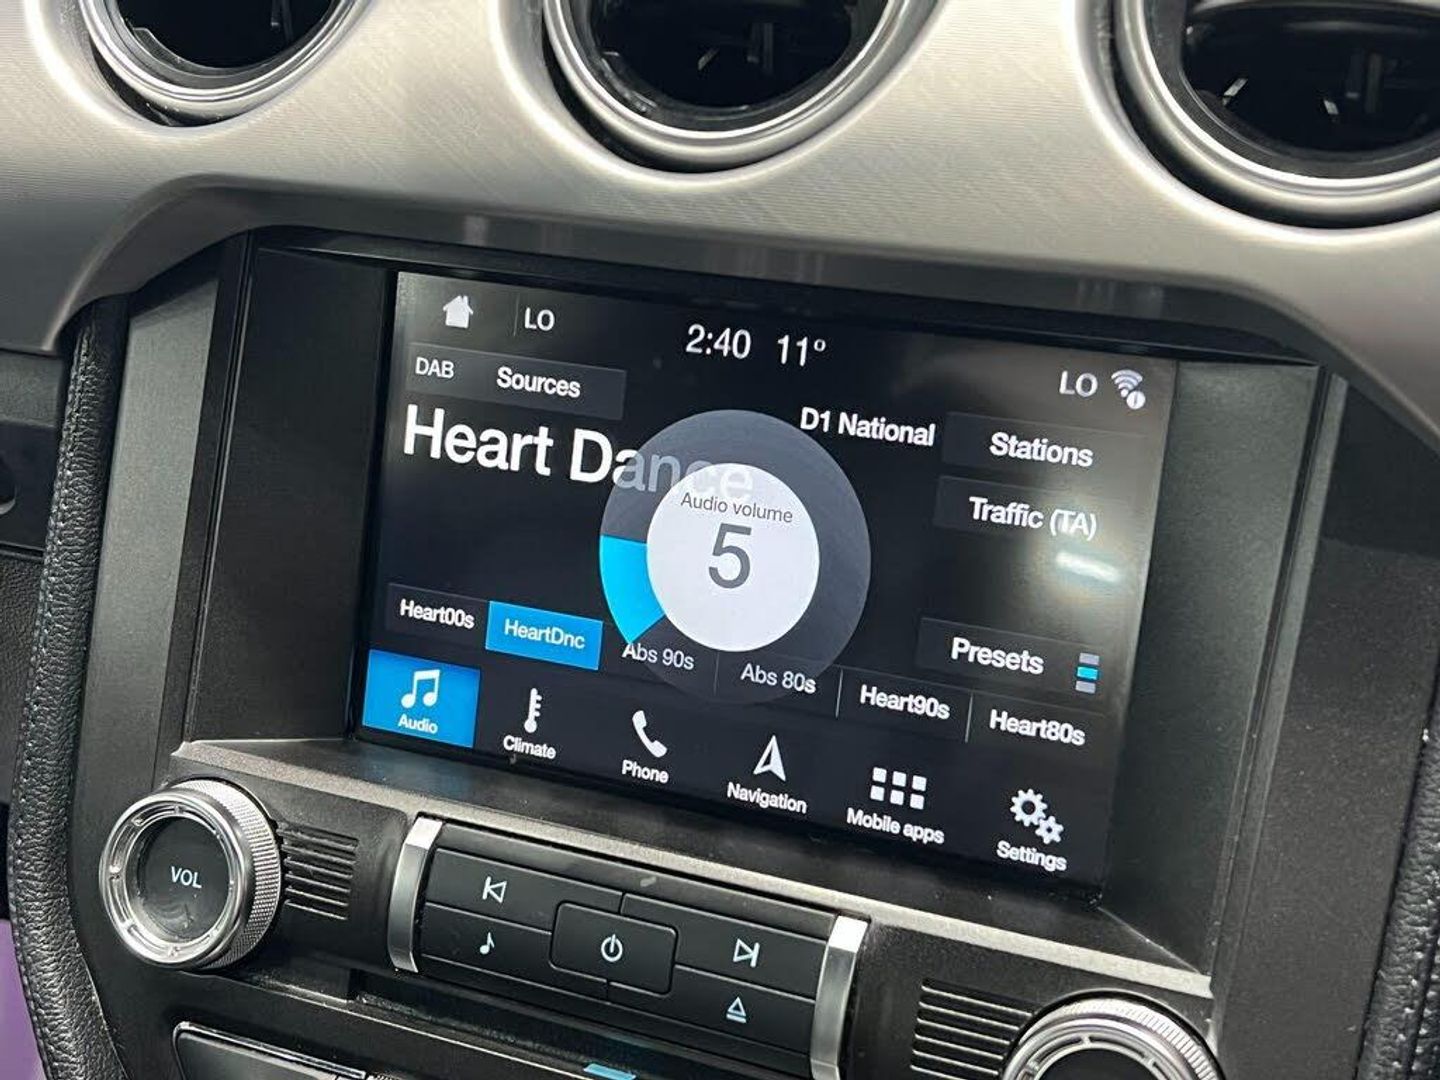 LO
2:40 11°
LO
DAB Sources
Heart Dance
D1 National
Stations
Traffic (TA)
Audio volume
5
Presets
Heart00s HeartDnc Abs 90s Abs 80s Heart90s Heart80s
Audio Climate Phone Navigation Mobile apps Settings
VOL